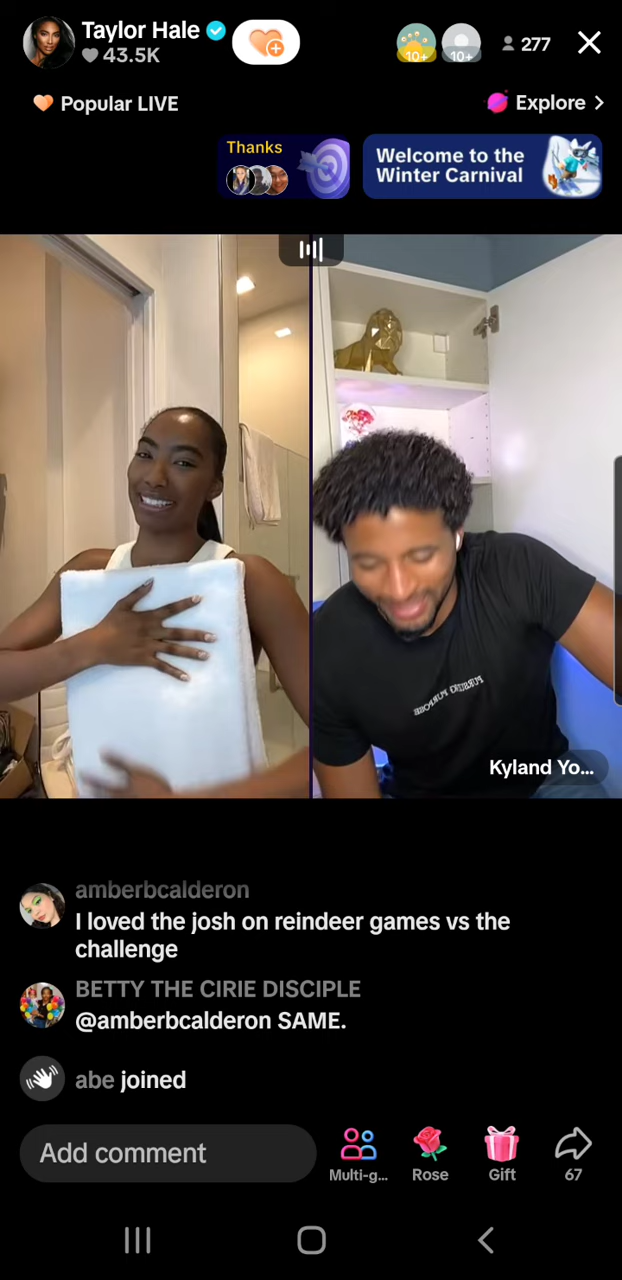 Taylor Hale
43.5K
10+
10+
277
Popular LIVE
Explore
Thanks
Welcome to the
Winter Carnival
Kyland Yo...
amberbcalderon
I loved the josh on reindeer games vs the
challenge
BETTY THE CIRIE DISCIPLE
@amberbcalderon SAME.
abe joined
Add comment
Multi-g...
Rose
Gift
67